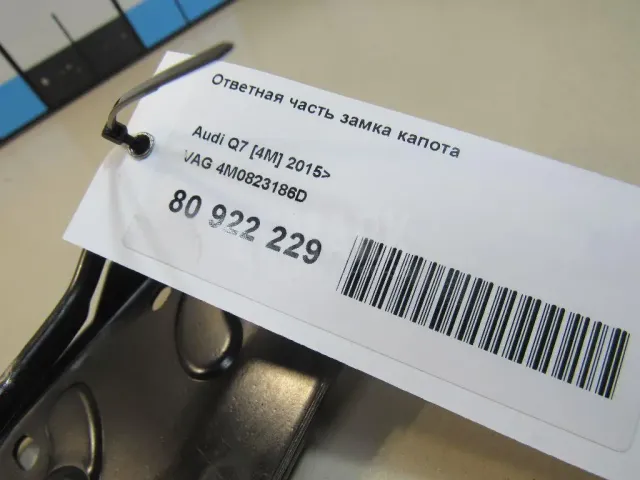 Ответная часть замка капота
Audi Q7 [4M] 2015>
VAG 4M0823186D
80 922 229